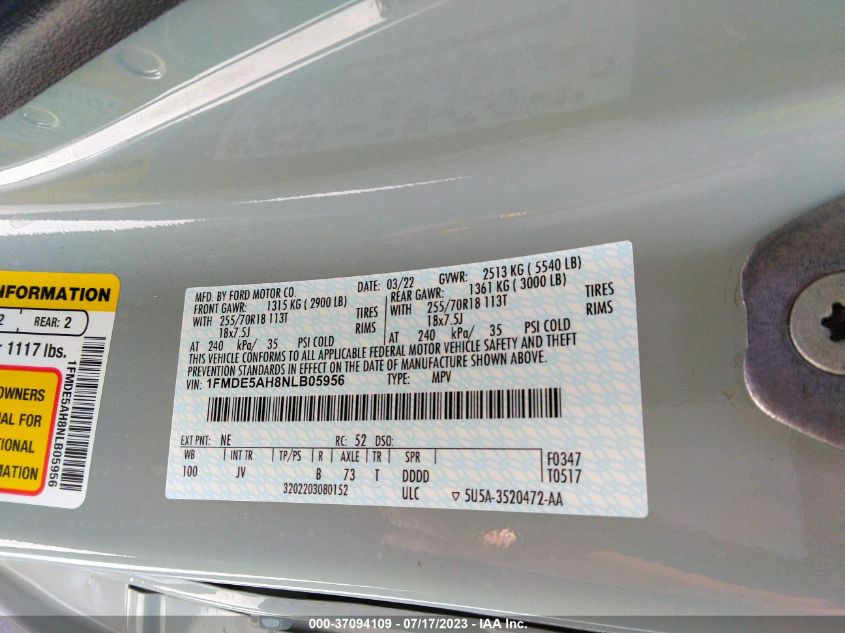 INFORMATION
2 REAR: 2
1117 lbs.
OWNERS
AL FOR
TIONAL
MATION
1FMDE5AH8NLB05956
MFD. BY FORD MOTOR CO.
DATE: 03/22 GVWR: 2513 KG ( 5540 LB)
FRONT GAWR: 1315 KG ( 2900 LB) REAR GAWR: 1361 KG ( 3000 LB)
WITH 255/70R18 113T TIRES WITH 255/70R18 113T TIRES
18x7.5J RIMS 18x7.5J RIMS
AT 240 kPa/ 35 PSI COLD AT 240 kPa/ 35 PSI COLD
THIS VEHICLE CONFORMS TO ALL APPLICABLE FEDERAL MOTOR VEHICLE SAFETY AND THEFT
PREVENTION STANDARDS IN EFFECT ON THE DATE OF MANUFACTURE SHOWN ABOVE.
VIN: 1FMDE5AH8NLB05956 TYPE: MPV
EXT PNT: NE RC: 52 DSO:
WB INT TR TP/PS R AXLE TR SPR F0347
100 JV B 73 T DDDD T0517
3202203080152 ULC ▽ 5U5A-3520472-AA
000-37094109 - 07/17/2023 - © IAA, Inc.